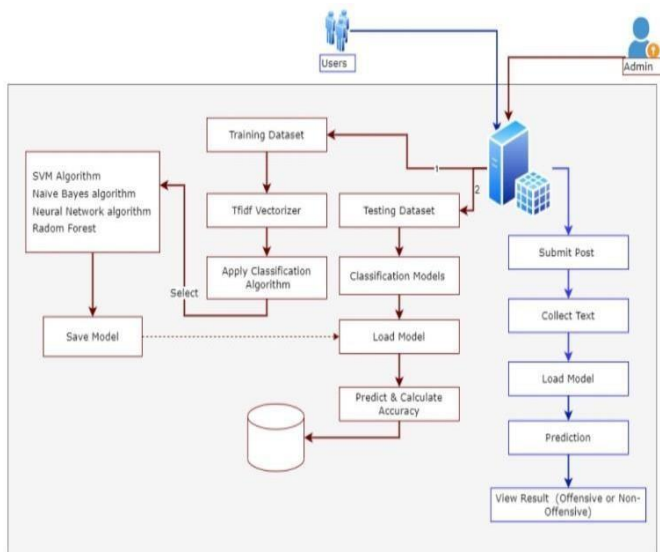 Users
Admin
Training Dataset
1
2
SVM Algorithm
Naïve Bayes algorithm
Neural Network algorithm
Radom Forest
Tfidf Vectorizer
Testing Dataset
Submit Post
Apply Classification
Algorithm
Classification Models
Select
Collect Text
Save Model
Load Model
Load Model
Predict & Calculate
Accuracy
Prediction
View Result (Offensive or Non-
Offensive)